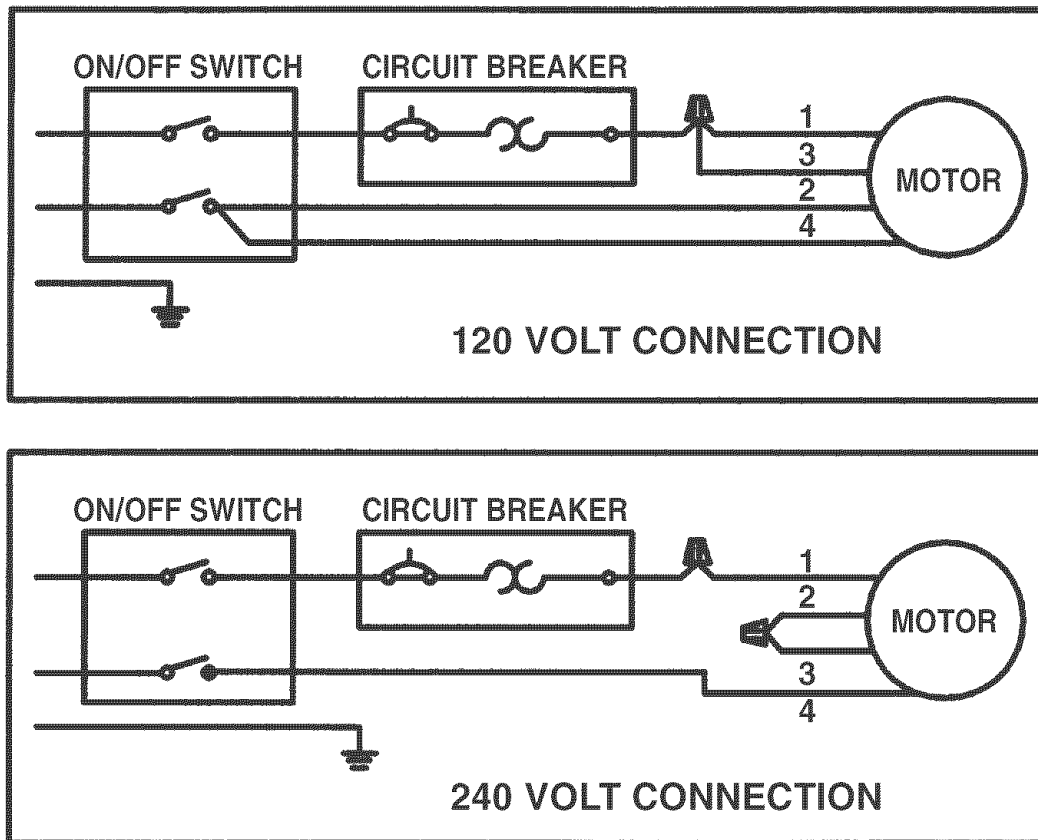 ON/OFF SWITCH CIRCUIT BREAKER
1
3
MOTOR
2
4
120 VOLT CONNECTION
ON/OFF SWITCH CIRCUIT BREAKER
1
2
MOTOR
3
4
240 VOLT CONNECTION